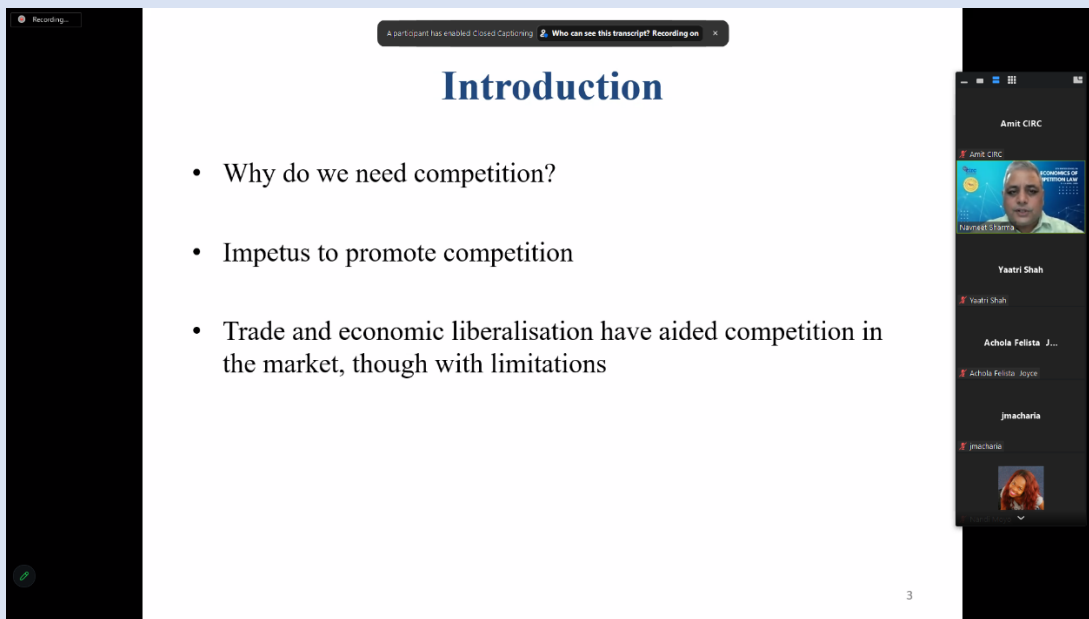 Recording...
A participant has enabled Closed Captioning Who can see this transcript? Recording on
Introduction
• Why do we need competition?
• Impetus to promote competition
• Trade and economic liberalisation have aided competition in
the market, though with limitations
3
Amit CIRC
Amit CIRC
ECONOMICS OF
Navneet Sharma
Yaatri Shah
Yaatri Shah
Achola Felista J...
Achola Felista Joyce
jmacharia
jmacharia